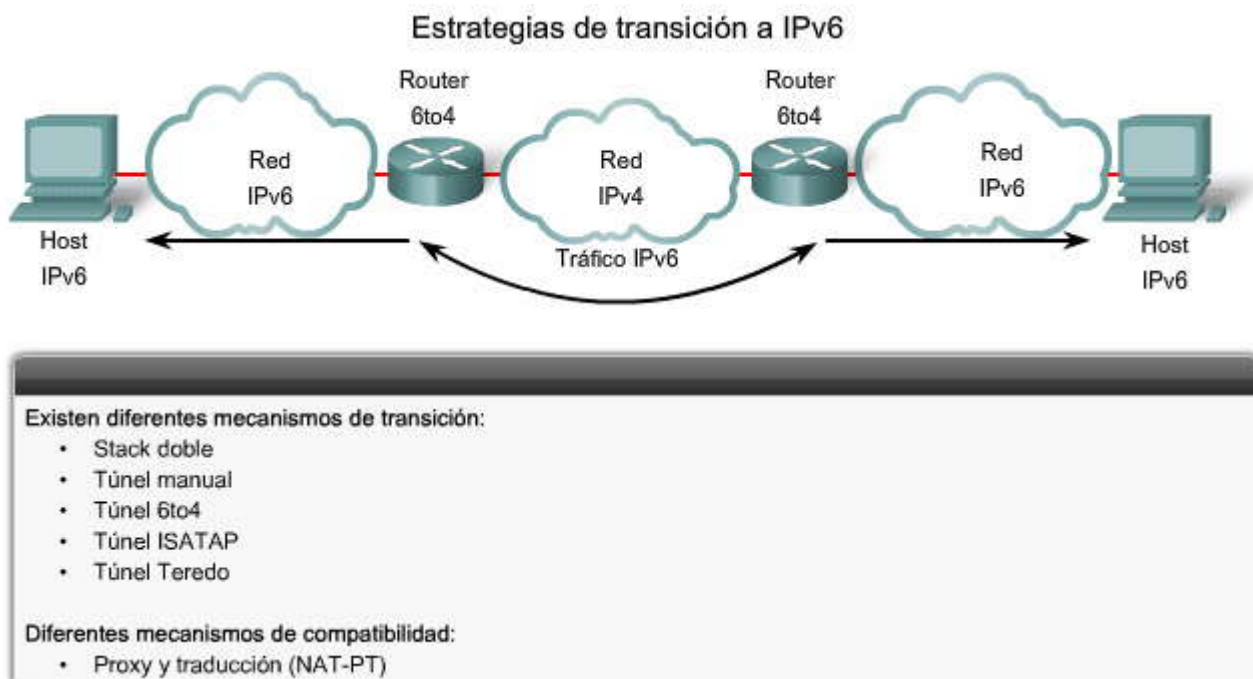 Estrategias de transición a IPv6
Router
6to4
Router
6to4
Red
IPv6
Red
IPv4
Red
IPv6
Host
IPv6
Tráfico IPv6
Host
IPv6
Existen diferentes mecanismos de transición:
• Stack doble
• Túnel manual
• Túnel 6to4
• Túnel ISATAP
• Túnel Teredo
Diferentes mecanismos de compatibilidad:
• Proxy y traducción (NAT-PT)